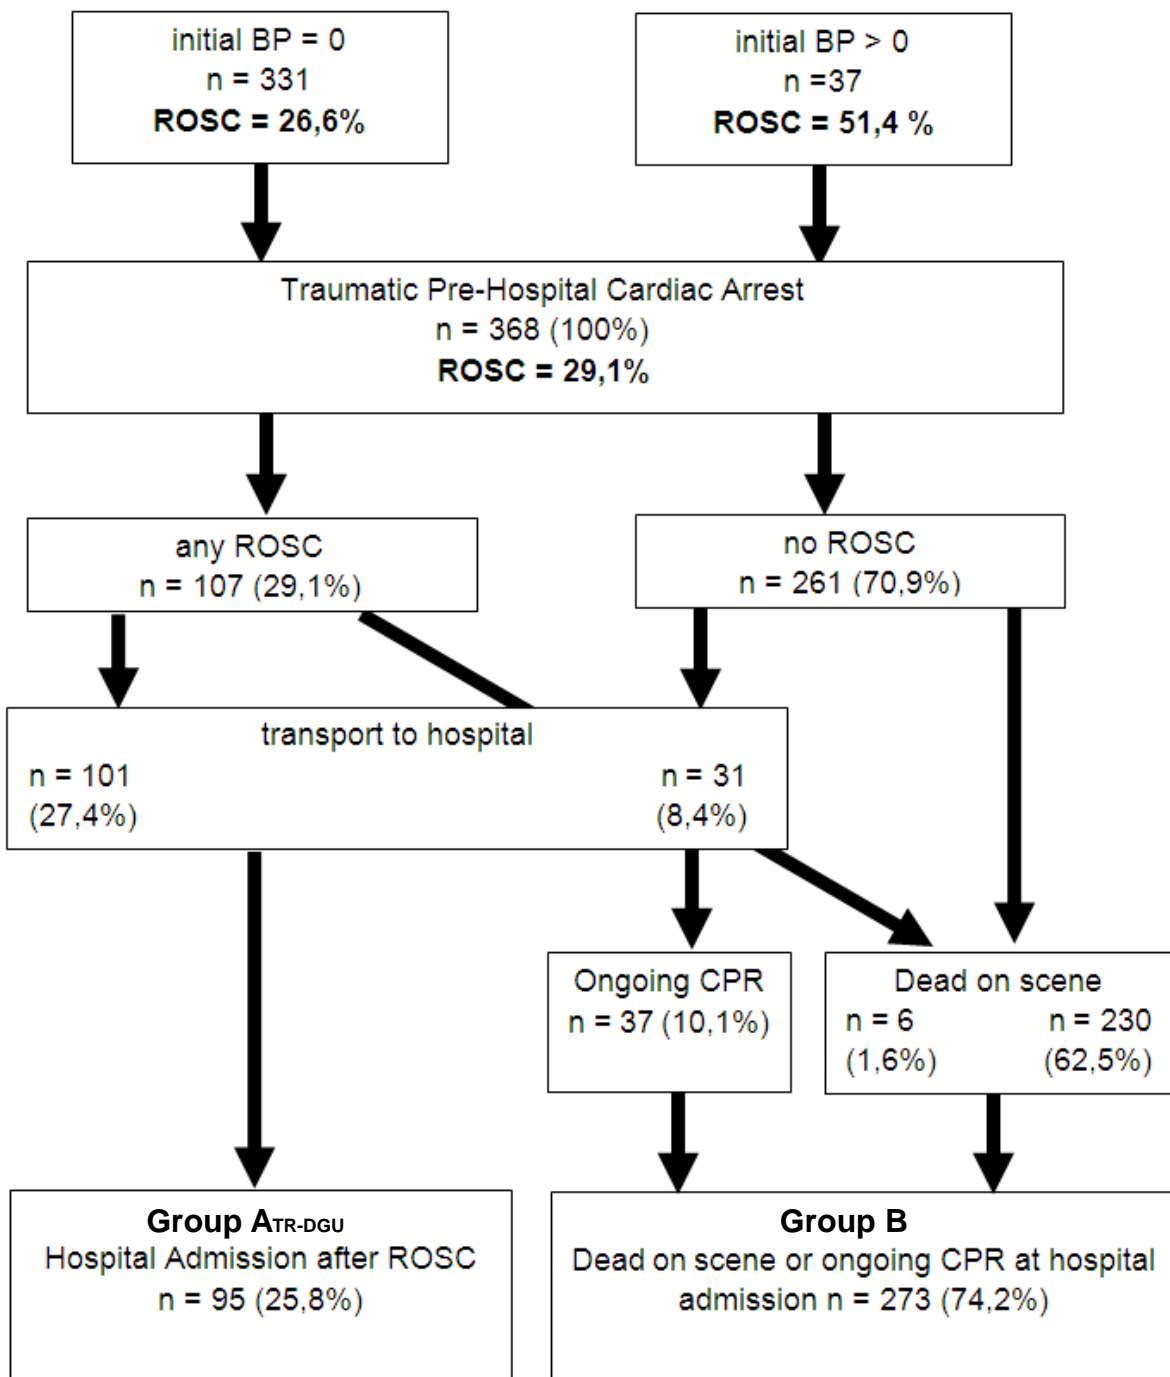 initial BP = 0
n = 331
ROSC = 26,6%
initial BP > 0
n =37
ROSC = 51,4 %
Traumatic Pre-Hospital Cardiac Arrest
n = 368 (100%)
ROSC = 29,1%
any ROSC
n = 107 (29,1%)
no ROSC
n = 261 (70,9%)
transport to hospital
n = 101
(27,4%)
n = 31
(8,4%)
Ongoing CPR
n = 37 (10,1%)
Dead on scene
n = 6
(1,6%)
n = 230
(62,5%)
Group ATR-DGU
Hospital Admission after ROSC
n = 95 (25,8%)
Group B
Dead on scene or ongoing CPR at hospital
admission n = 273 (74,2%)